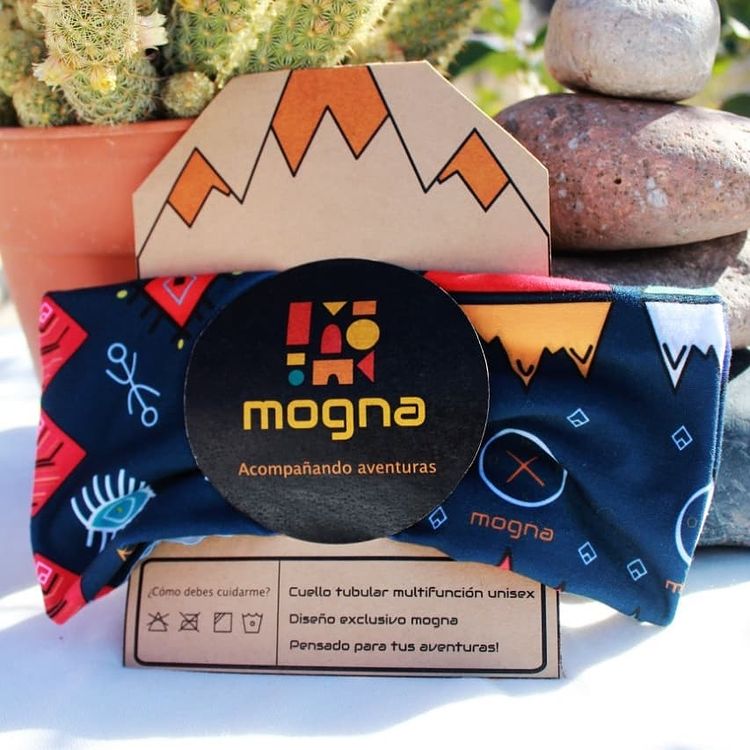 mogna
Acompañando aventuras
mogna
¿Cómo debes cuidarme?
Cuello tubular multifunción unisex
Diseño exclusivo mogna
Pensado para tus aventuras!